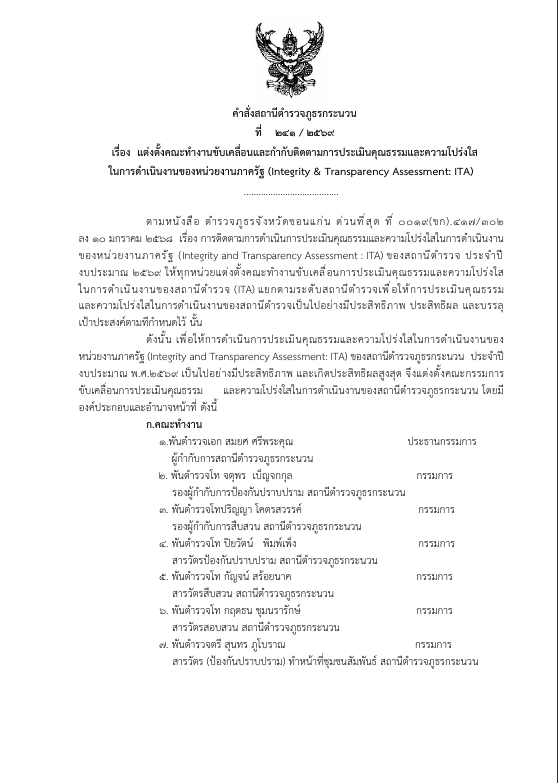 คำสั่งสถานีตำรวจภูธรกระนวน
ที่ ๒๔๑ / ๒๕๖๙
เรื่อง แต่งตั้งคณะทำงานขับเคลื่อนและกำกับติดตามการประเมินคุณธรรมและความโปร่งใส
ในการดำเนินงานของหน่วยงานภาครัฐ (Integrity & Transparency Assessment: ITA)
.......................................
ตามหนังสือ ตำรวจภูธรจังหวัดขอนแก่น ด่วนที่สุด ที่ ๐๐๑๙(ขก).๔๑๗/๓๐๒
ลง ๑๐ มกราคม ๒๕๖๘ เรื่อง การติดตามการดำเนินการประเมินคุณธรรมและความโปร่งใสในการดำเนินงาน
ของหน่วยงานภาครัฐ (Integrity and Transparency Assessment : ITA) ของสถานีตำรวจ ประจำปี
งบประมาณ ๒๕๖๙ ให้ทุกหน่วยแต่งตั้งคณะทำงานขับเคลื่อนการประเมินคุณธรรมและความโปร่งใส
ในการดำเนินงานของสถานีตำรวจ (ITA) แยกตามระดับสถานีตำรวจเพื่อให้การประเมินคุณธรรม
และความโปร่งใสในการดำเนินงานของสถานีตำรวจเป็นไปอย่างมีประสิทธิภาพ ประสิทธิผล และบรรลุ
เป้าประสงค์ตามที่กำหนดไว้ นั้น
ดังนั้น เพื่อให้การดำเนินการประเมินคุณธรรมและความโปร่งใสในการดำเนินงานของ
หน่วยงานภาครัฐ (Integrity and Transparency Assessment: ITA) ของสถานีตำรวจภูธรกระนวน ประจำปี
งบประมาณ พ.ศ.๒๕๖๙ เป็นไปอย่างมีประสิทธิภาพ และเกิดประสิทธิผลสูงสุด จึงแต่งตั้งคณะกรรมการ
ขับเคลื่อนการประเมินคุณธรรม และความโปร่งใสในการดำเนินงานของสถานีตำรวจภูธรกระนวน โดยมี
องค์ประกอบและอำนาจหน้าที่ ดังนี้
ก.คณะทำงาน
๑.พันตำรวจเอก สมยศ ศรีพระคุณ ประธานกรรมการ
ผู้กำกับการสถานีตำรวจภูธรกระนวน
๒. พันตำรวจโท จตุพร เบ็ญจกกุล กรรมการ
รองผู้กำกับการป้องกันปราบปราม สถานีตำรวจภูธรกระนวน
๓. พันตำรวจโทปริญญา โคตรสวรรค์ กรรมการ
รองผู้กำกับการสืบสวน สถานีตำรวจภูธรกระนวน
๔. พันตำรวจโท ปิยวัตน์ พิมพ์เพ็ง กรรมการ
สารวัตรป้องกันปราบปราม สถานีตำรวจภูธรกระนวน
๕. พันตำรวจโท กัญจน์ สร้อยนาค กรรมการ
สารวัตรสืบสวน สถานีตำรวจภูธรกระนวน
๖. พันตำรวจโท กฤตธน ชุมนรารักษ์ กรรมการ
สารวัตรสอบสวน สถานีตำรวจภูธรกระนวน
๗. พันตำรวจตรี สุนทร ภูโบราณ กรรมการ
สารวัตร (ป้องกันปราบปราม) ทำหน้าที่ชุมชนสัมพันธ์ สถานีตำรวจภูธรกระนวน